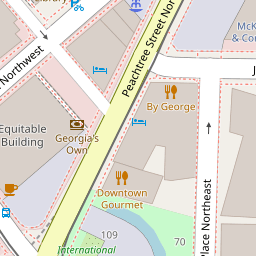 Library
Northwest
Peachtree Street Nor
McK
& Co
J
By George
Equitable
Building
Georgia's
Own
Downtown
Gourmet
Place Northeast
109
70
International